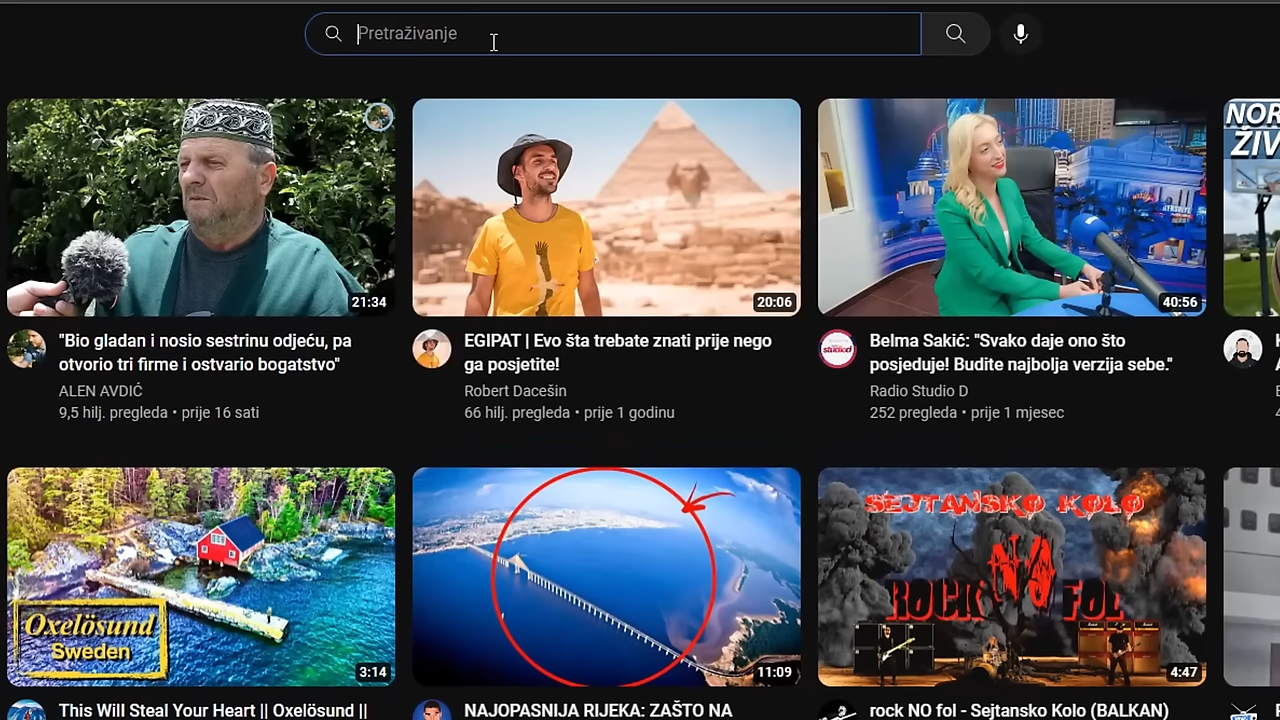 Pretraživanje
NOR
ŽIV
21:34
20:06
40:56
"Bio gladan i nosio sestrinu odjeću, pa
otvorio tri firme i ostvario bogatstvo"
ALEN AVDIĆ
9,5 hilj. pregleda • prije 16 sati
EGIPAT | Evo šta trebate znati prije nego
ga posjetite!
Robert Dacešin
66 hilj. pregleda • prije 1 godinu
studiod
Belma Sakić: "Svako daje ono što
posjeduje! Budite najbolja verzija sebe."
Radio Studio D
252 pregleda • prije 1 mjesec
Oxelösund
Sweden
3:14
11:09
SEJTANSKO KOLO
ROCK NO FOL
4:47
This Will Steal Your Heart || Oxelösund ||
NAJOPASNIJA RIJEKA: ZAŠTO NA
rock NO fol - Sejtansko Kolo (BALKAN)